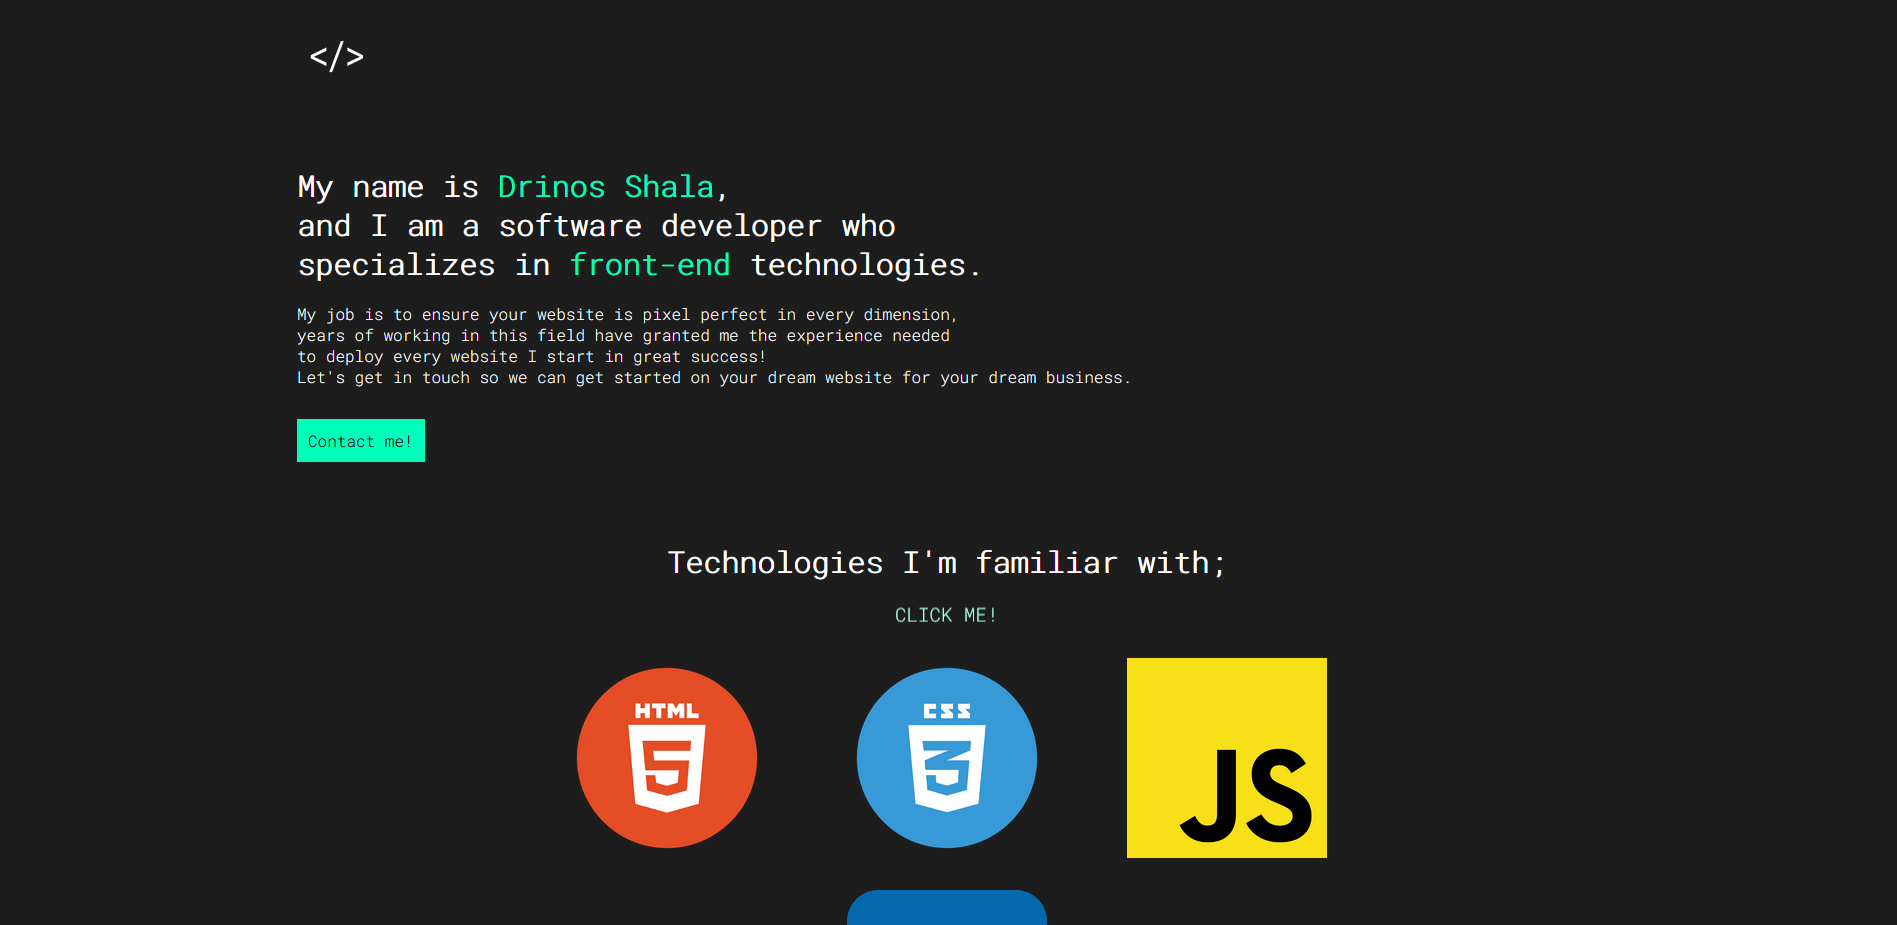 </>
My name is Drinos Shala,
and I am a software developer who
specializes in front-end technologies.
My job is to ensure your website is pixel perfect in every dimension,
years of working in this field have granted me the experience needed
to deploy every website I start in great success!
Let's get in touch so we can get started on your dream website for your dream business.
Contact me!
Technologies I'm familiar with;
CLICK ME!
HTML
5
CSS
3
JS